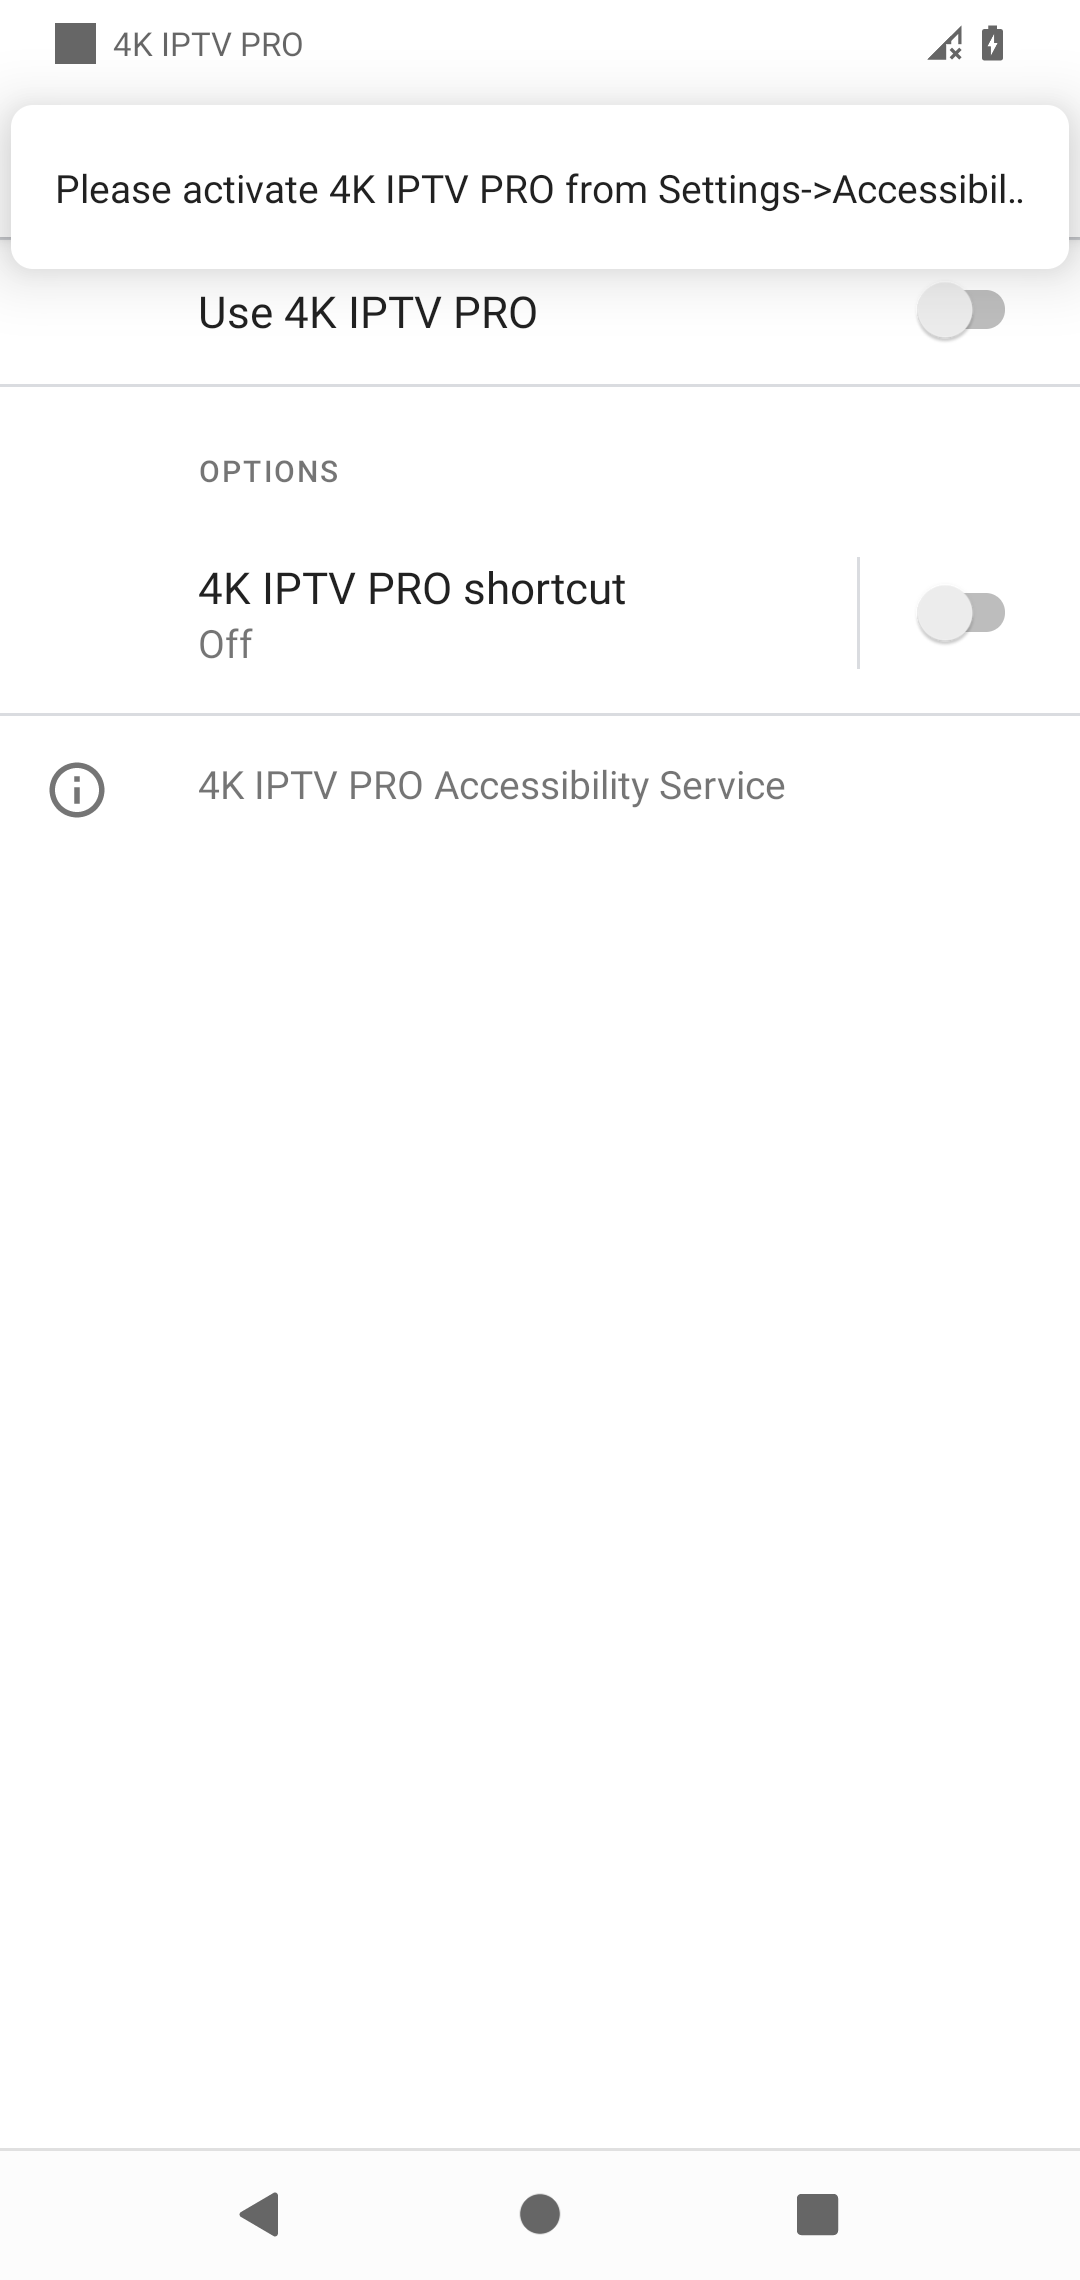 4K IPTV PRO
Please activate 4K IPTV PRO from Settings->Accessibil..
Use 4K IPTV PRO
OPTIONS
4K IPTV PRO shortcut
Off
4K IPTV PRO Accessibility Service